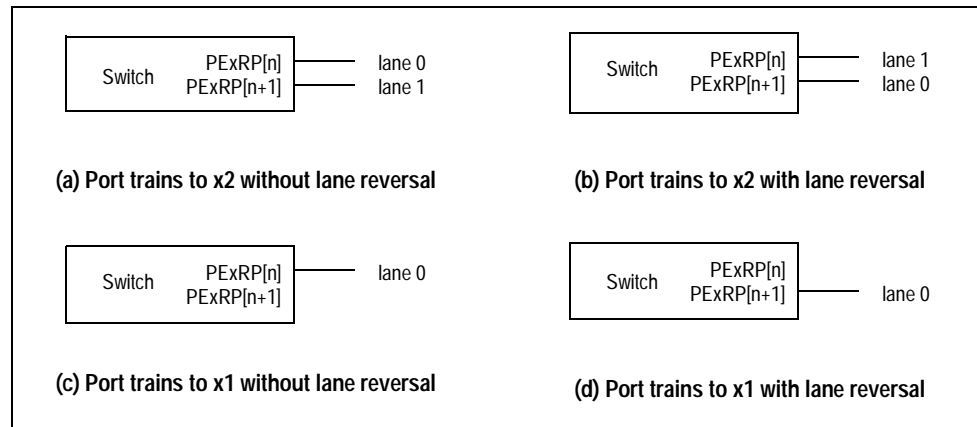 Switch
PExRP[n]
PExRP[n+1]
lane 0
lane 1
(a) Port trains to x2 without lane reversal
Switch
PExRP[n]
PExRP[n+1]
lane 1
lane 0
(b) Port trains to x2 with lane reversal
Switch
PExRP[n]
PExRP[n+1]
lane 0
(c) Port trains to x1 without lane reversal
Switch
PExRP[n]
PExRP[n+1]
lane 0
(d) Port trains to x1 with lane reversal